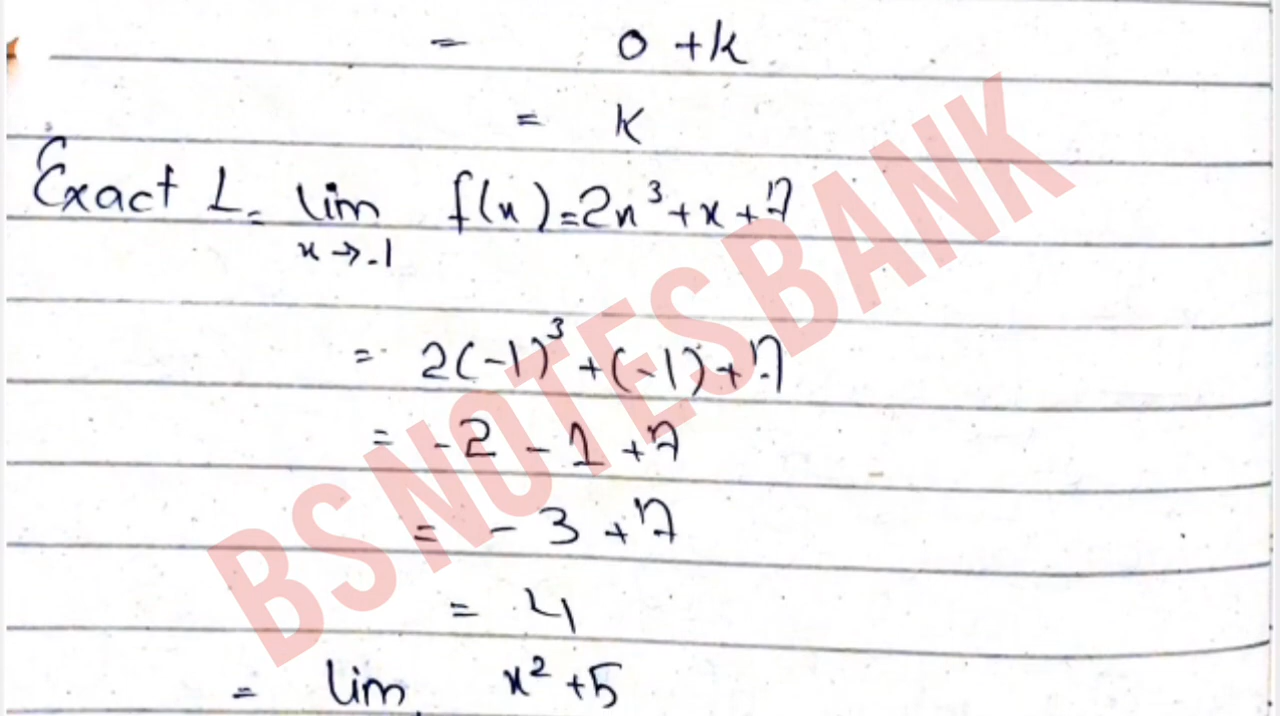 = 0 + k
= K
Exact L = lim f(x) = 2x³ + x + 7
x → -1
= 2(-1)³ + (-1) + 7
= -2 - 1 + 7
= -3 + 7
= 4
= lim x² + 5
BS NOTES BANK